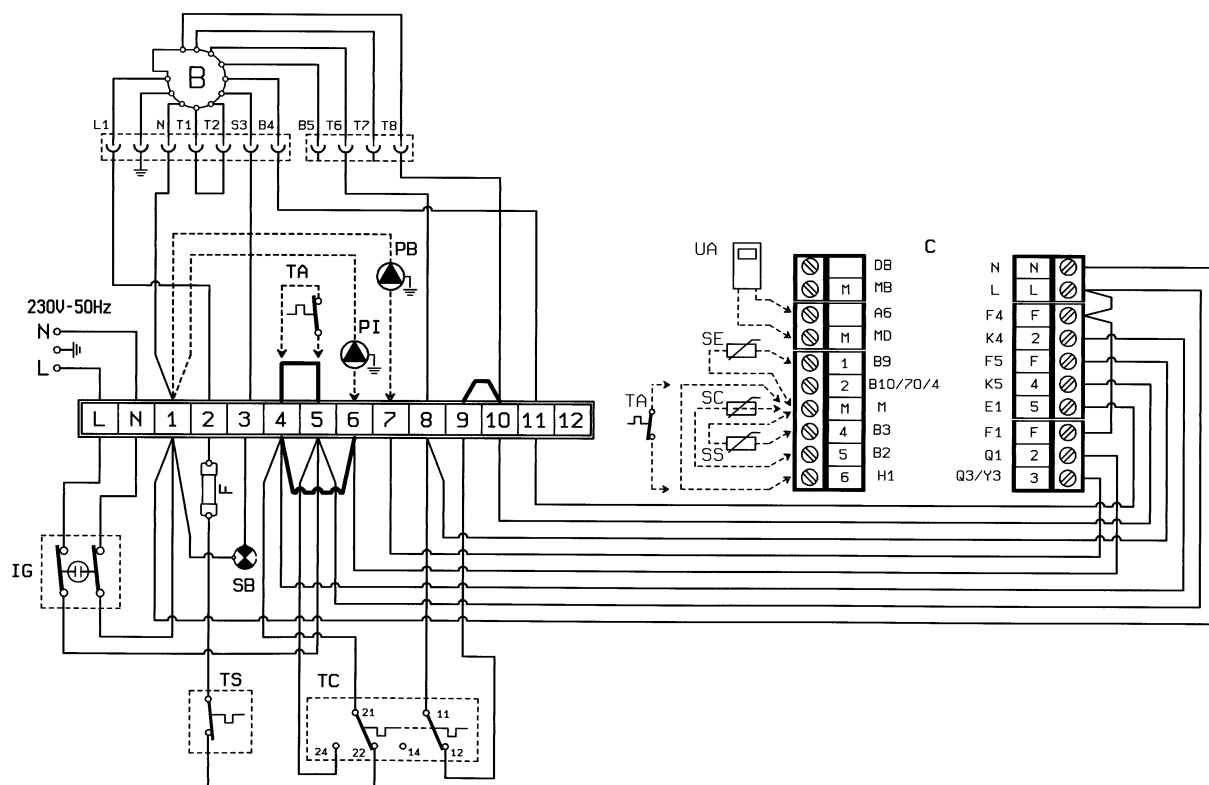 B
L1 N T1 T2 S3 B4 B5 T6 T7 T8
PB
TA
PI
230V-50Hz
N
L
L N 1 2 3 4 5 6 7 8 9 10 11 12
F
IG
SB
TS
TC
21
11
24 22 14 12
UA
SE
SC
TA
SS
C
DB
M MB
A6
M MD
1 B9
2 B10/70/4
M M
4 B3
5 B2
6 H1
N N
L L
F4 F
K4 2
F5 F
K5 4
E1 5
F1 F
Q1 2
Q3/Y3 3